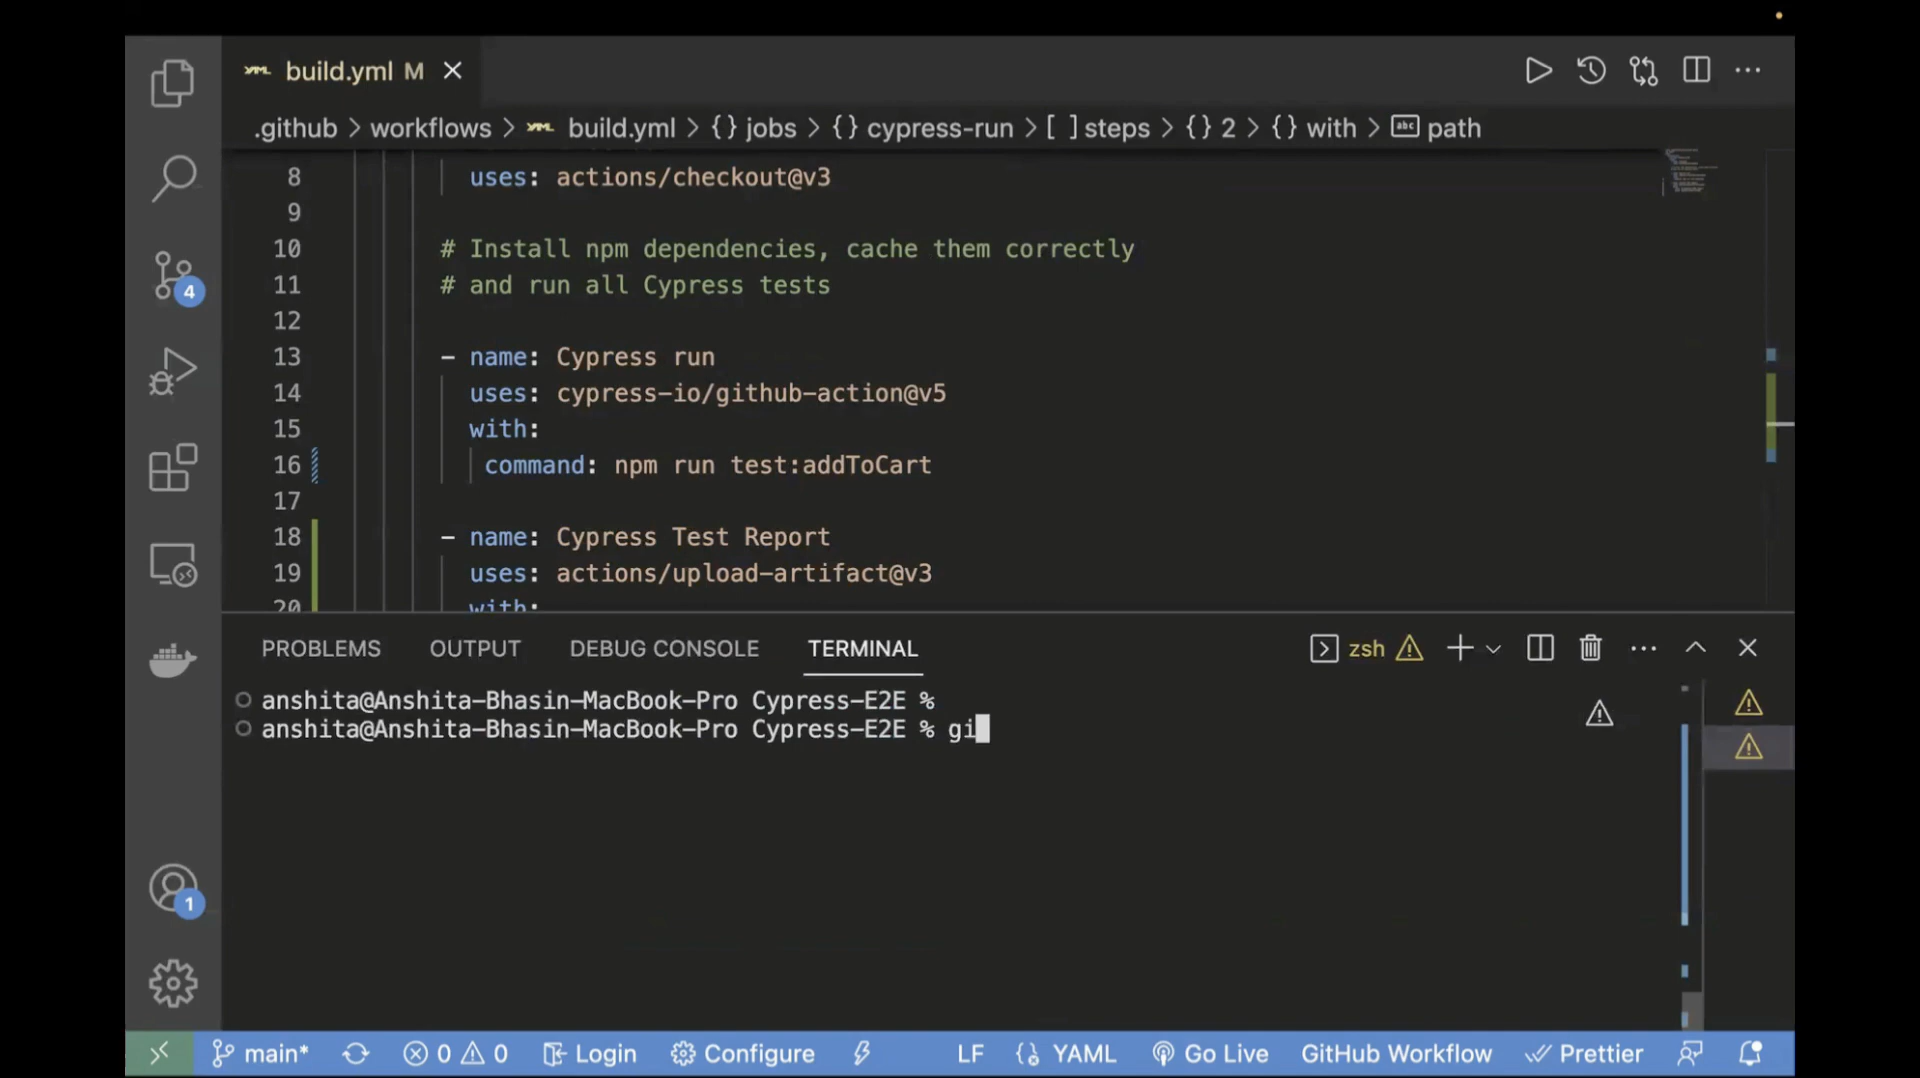 build.yml M
.github > workflows > build.yml > {} jobs > {} cypress-run > [ ] steps > {} 2 > {} with > abc path
8 uses: actions/checkout@v3
9
10 # Install npm dependencies, cache them correctly
11 # and run all Cypress tests
12
13 - name: Cypress run
14 uses: cypress-io/github-action@v5
15 with:
16 command: npm run test:addToCart
17
18 - name: Cypress Test Report
19 uses: actions/upload-artifact@v3
20 with:
4
1
PROBLEMS OUTPUT DEBUG CONSOLE TERMINAL zsh
anshita@Anshita-Bhasin-MacBook-Pro Cypress-E2E %
anshita@Anshita-Bhasin-MacBook-Pro Cypress-E2E % gi
main* 0 0 Login Configure LF {} YAML Go Live GitHub Workflow Prettier